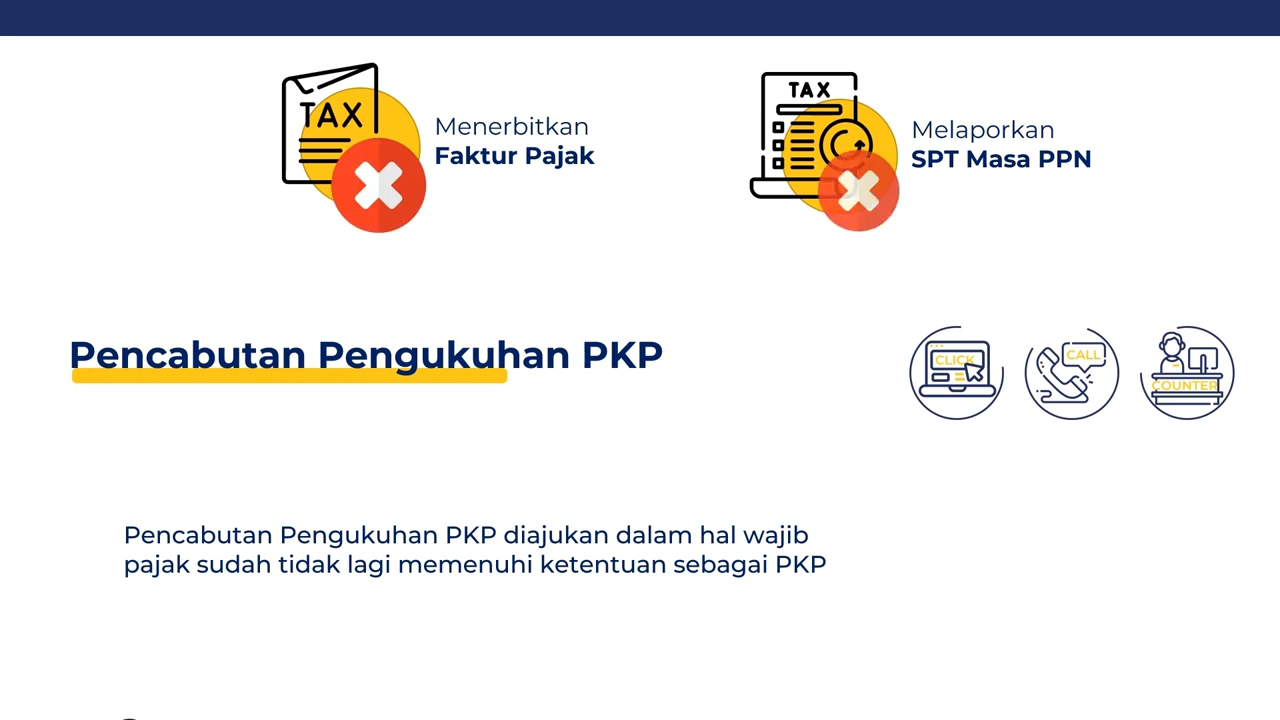 TAX
Menerbitkan
Faktur Pajak
TAX
Melaporkan
SPT Masa PPN
Pencabutan Pengukuhan PKP
CLICK
CALL
COUNTER
Pencabutan Pengukuhan PKP diajukan dalam hal wajib
pajak sudah tidak lagi memenuhi ketentuan sebagai PKP